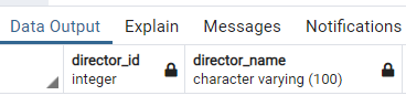 Data Output Explain Messages Notifications
director_id director_name
integer character varying (100)